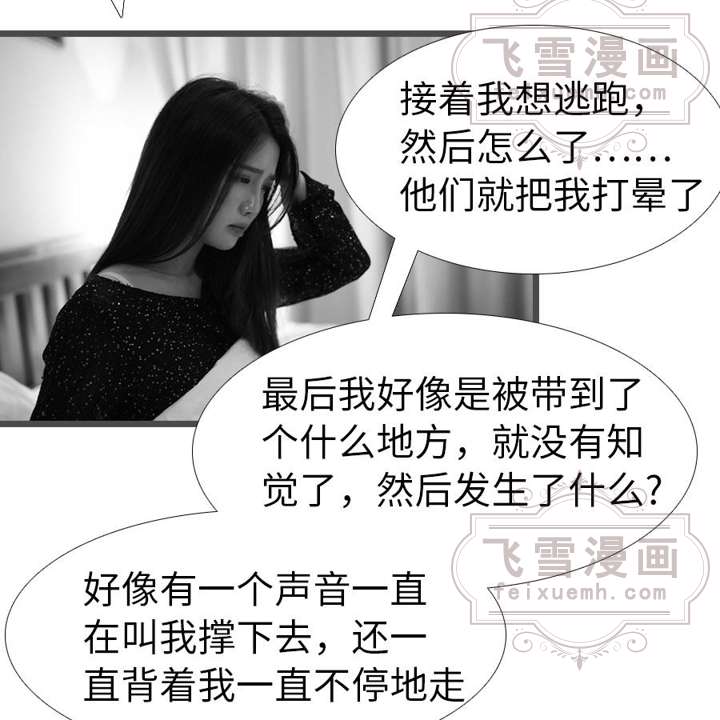 飞雪漫画
feixuemh.com
接着我想逃跑，
然后怎么了……
他们就把我打晕了
最后我好像是被带到了
个什么地方，就没有知
觉了，然后发生了什么?
飞雪漫画
feixuemh.com
好像有一个声音一直
在叫我撑下去，还一
直背着我一直不停地走